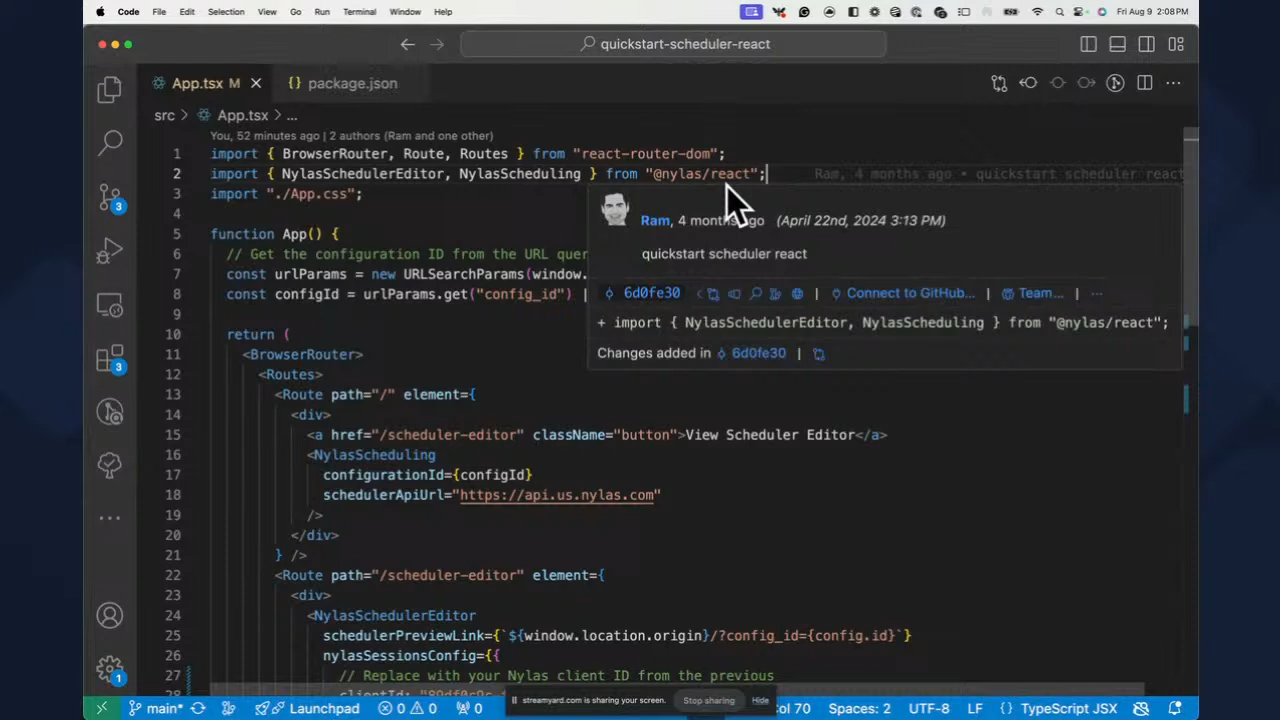 Code File Edit Selection View Go Run Terminal Window Help Fri Aug 9 2:08 PM
quickstart-scheduler-react
App.tsx M package.json
src > App.tsx > ...
You, 52 minutes ago | 2 authors (Ram and one other)
1 import { BrowserRouter, Route, Routes } from "react-router-dom";
2 import { NylasSchedulerEditor, NylasScheduling } from "@nylas/react"; Ram, 4 months ago • quickstart scheduler react
3 import "./App.css";
4
5 function App() {
6 // Get the configuration ID from the URL que
7 const urlParams = new URLSearchParams(window.
8 const configId = urlParams.get("config_id") |
9
10 return (
11 <BrowserRouter>
12 <Routes>
13 <Route path="/" element={
14 <div>
15 <a href="/scheduler-editor" className="button">View Scheduler Editor</a>
16 <NylasScheduling
17 configurationId={configId}
18 schedulerApiUrl="https://api.us.nylas.com"
19 />
20 </div>
21 } />
22 <Route path="/scheduler-editor" element={
23 <div>
24 <NylasSchedulerEditor
25 schedulerPreviewLink={`${window.location.origin}/?config_id={config.id}`}
26 nylasSessionsConfig={{
27 // Replace with your Nylas client ID from the previous
28
Ram, 4 months ago (April 22nd, 2024 3:13 PM)
quickstart scheduler react
6d0fe30 | Connect to GitHub... | Team... | ...
+ import { NylasSchedulerEditor, NylasScheduling } from "@nylas/react";
Changes added in 6d0fe30 |
3
3
1
streamyard.com is sharing your screen. Stop sharing Hide
main* Launchpad 0 0 0 Col 70 Spaces: 2 UTF-8 LF {} TypeScript JSX